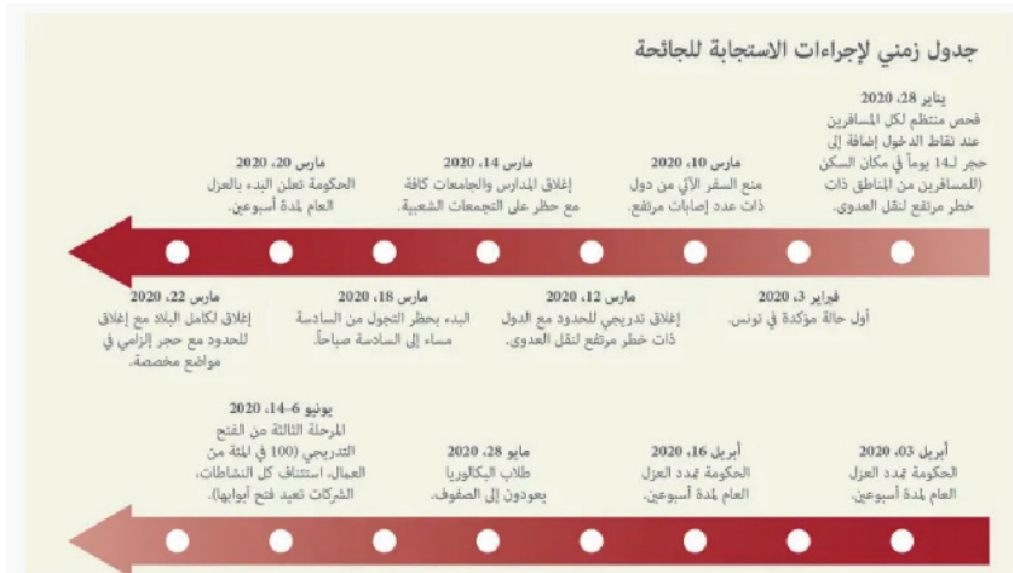 جدول زمني لإجراءات الاستجابة للجائحة
يناير 28، 2020
فحص منتظم لكل المسافرين
عند نقاط الدخول إضافة إلى
حجر لـ14 يوماً في مكان السكن
(للمسافرين من المناطق ذات
خطر مرتفع لنقل العدوى.
فبراير 3، 2020
أول حالة مؤكدة في تونس.
مارس 10، 2020
منع السفر الآتي من دول
ذات عدد إصابات مرتفع.
مارس 12، 2020
إغلاق تدريجي للحدود مع الدول
ذات خطر مرتفع لنقل العدوى.
مارس 14، 2020
إغلاق المدارس والجامعات كافة
مع حظر على التجمعات الشعبية.
مارس 18، 2020
البدء بحظر التجول من السادسة
مساء إلى السادسة صباحاً.
مارس 20، 2020
الحكومة تعلن البدء بالعزل
العام لمدة أسبوعين.
مارس 22، 2020
إغلاق لكامل البلاد مع إغلاق
للحدود مع حجر إلزامي في
مواضع مخصصة.
أبريل 03، 2020
الحكومة تمدد العزل
العام لمدة أسبوعين.
أبريل 16، 2020
الحكومة تمدد العزل
العام لمدة أسبوعين.
مايو 28، 2020
طلاب البكالوريا
يعودون إلى الصفوف.
يونيو 6–14، 2020
المرحلة الثالثة من الفتح
التدريجي (100 في المئة من
العمال، استئناف كل النشاطات،
الشركات تعيد فتح أبوابها).